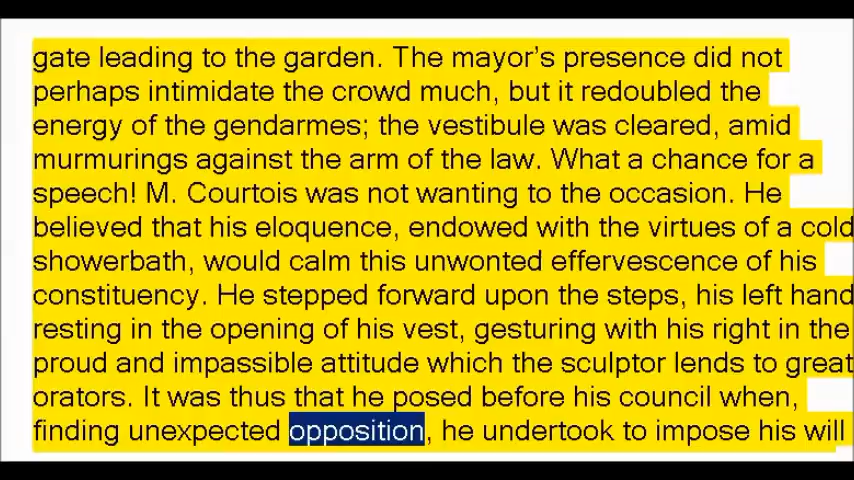 gate leading to the garden. The mayor’s presence did not
perhaps intimidate the crowd much, but it redoubled the
energy of the gendarmes; the vestibule was cleared, amid
murmurings against the arm of the law. What a chance for a
speech! M. Courtois was not wanting to the occasion. He
believed that his eloquence, endowed with the virtues of a cold
showerbath, would calm this unwonted effervescence of his
constituency. He stepped forward upon the steps, his left hand
resting in the opening of his vest, gesturing with his right in the
proud and impassible attitude which the sculptor lends to great
orators. It was thus that he posed before his council when,
finding unexpected opposition, he undertook to impose his will